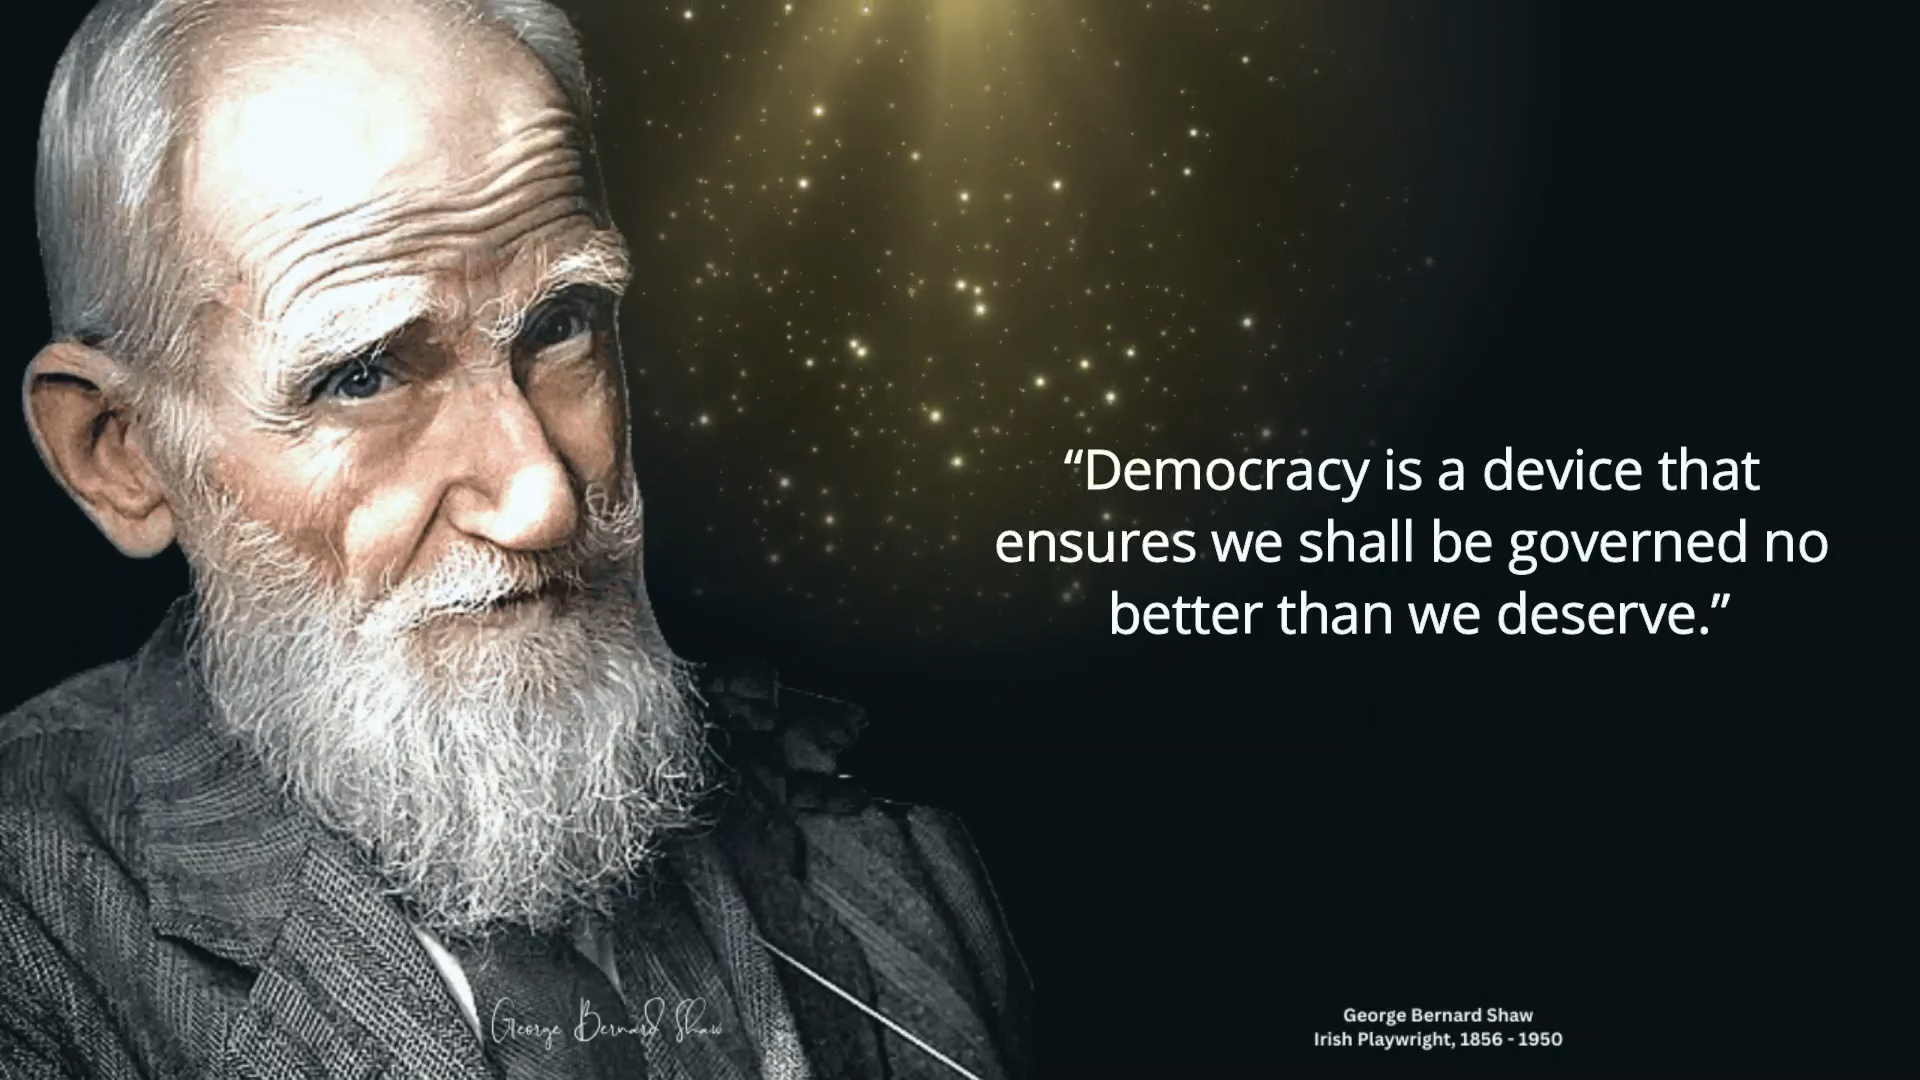 “Democracy is a device that
ensures we shall be governed no
better than we deserve.”
George Bernard Shaw
George Bernard Shaw
Irish Playwright, 1856 - 1950